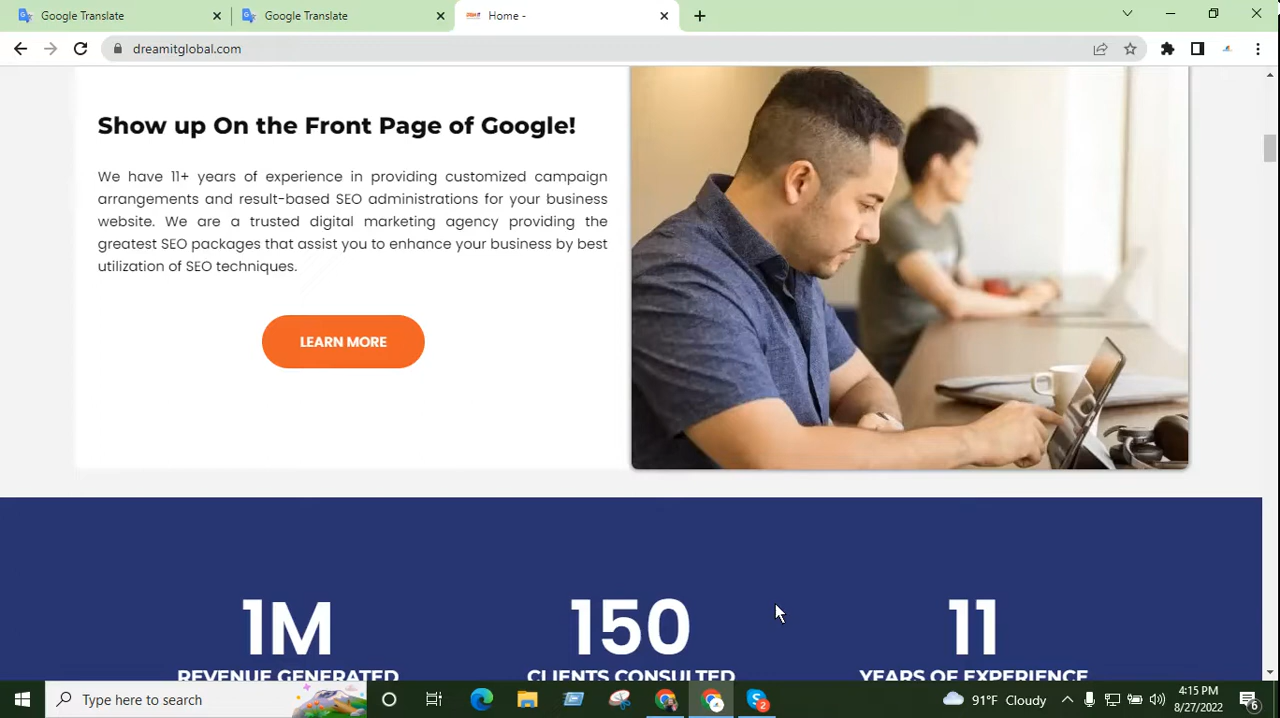 Google Translate
Google Translate
Home -
dreamitglobal.com
Show up On the Front Page of Google!
We have 11+ years of experience in providing customized campaign
arrangements and result-based SEO administrations for your business
website. We are a trusted digital marketing agency providing the
greatest SEO packages that assist you to enhance your business by best
utilization of SEO techniques.
LEARN MORE
1M
150
11
REVENUE GENERATED
CLIENTS CONSULTED
YEARS OF EXPERIENCE
Type here to search
2
91°F Cloudy
4:15 PM
8/27/2022
6